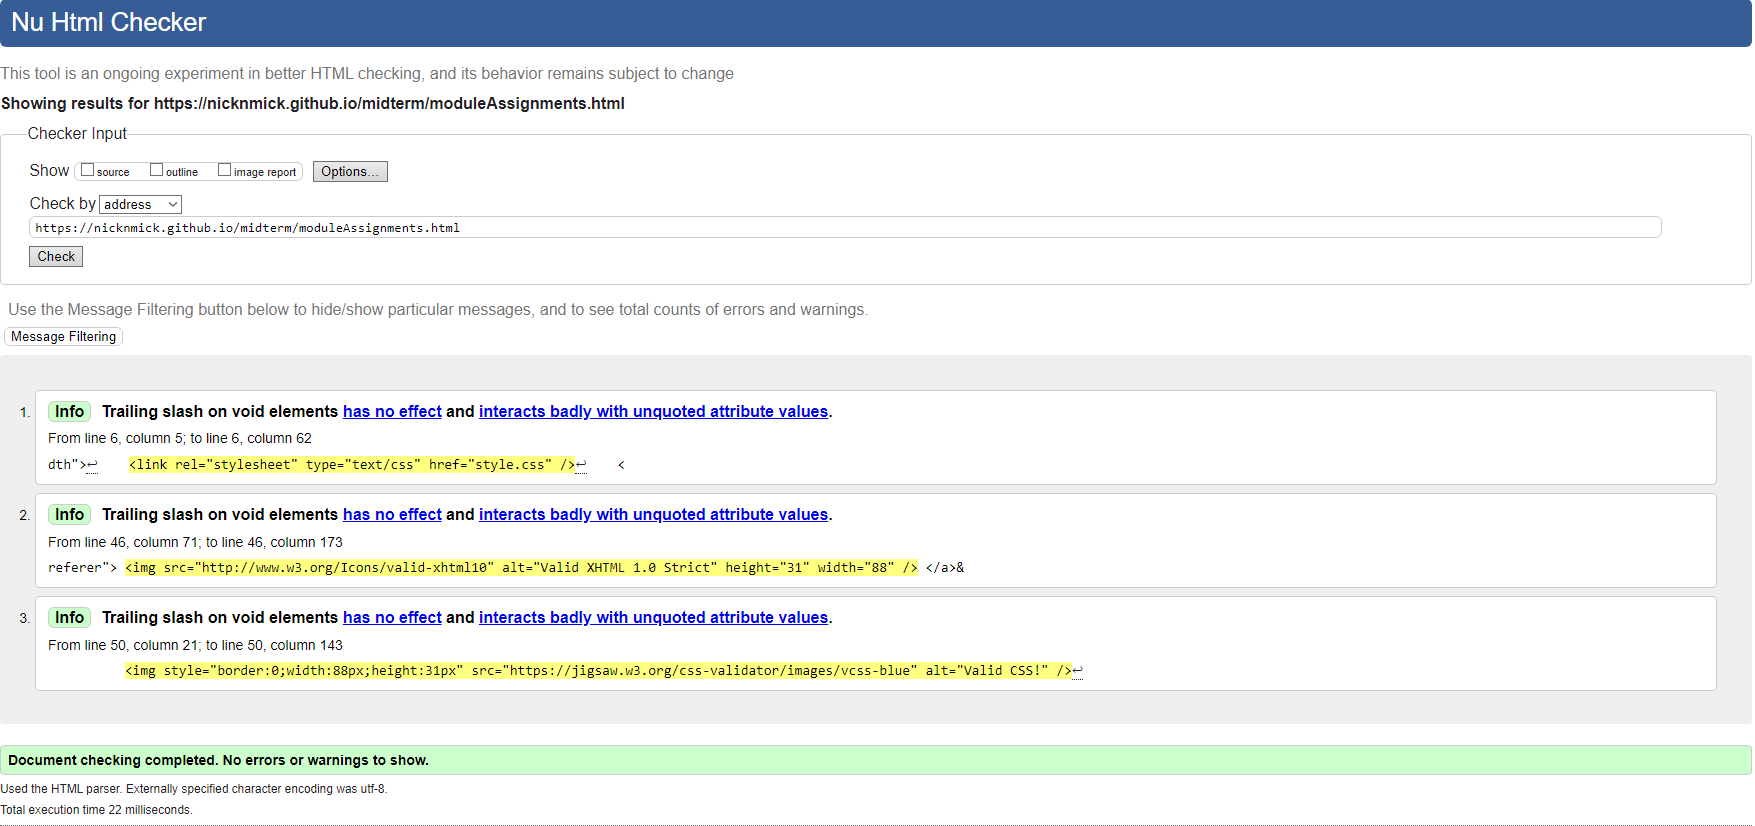 Nu Html Checker
This tool is an ongoing experiment in better HTML checking, and its behavior remains subject to change
Showing results for https://nicknmick.github.io/midterm/moduleAssignments.html
Checker Input
Show source outline image report Options...
Check by address
https://nicknmick.github.io/midterm/moduleAssignments.html
Check
Use the Message Filtering button below to hide/show particular messages, and to see total counts of errors and warnings.
Message Filtering
1. Info Trailing slash on void elements has no effect and interacts badly with unquoted attribute values.
From line 6, column 5; to line 6, column 62
dth">↩ <link rel="stylesheet" type="text/css" href="style.css" />↩ <
2. Info Trailing slash on void elements has no effect and interacts badly with unquoted attribute values.
From line 46, column 71; to line 46, column 173
referer"> <img src="http://www.w3.org/Icons/valid-xhtml10" alt="Valid XHTML 1.0 Strict" height="31" width="88" /> </a>&
3. Info Trailing slash on void elements has no effect and interacts badly with unquoted attribute values.
From line 50, column 21; to line 50, column 143
<img style="border:0;width:88px;height:31px" src="https://jigsaw.w3.org/css-validator/images/vcss-blue" alt="Valid CSS!" />↩
Document checking completed. No errors or warnings to show.
Used the HTML parser. Externally specified character encoding was utf-8.
Total execution time 22 milliseconds.